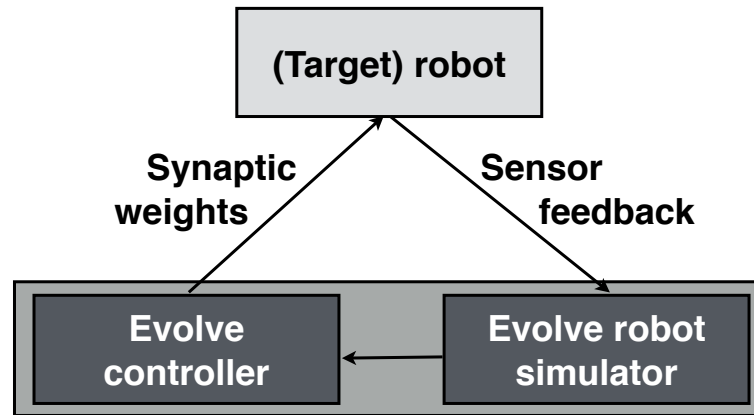 (Target) robot
Synaptic
weights
Sensor
feedback
Evolve
controller
Evolve robot
simulator